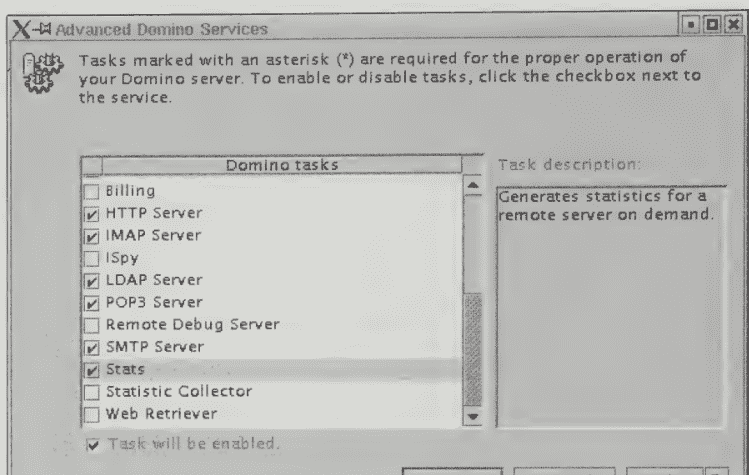 Advanced Domino Services
Tasks marked with an asterisk (*) are required for the proper operation of
your Domino server. To enable or disable tasks, click the checkbox next to
the service.
Domino tasks
Billing
HTTP Server
IMAP Server
ISpy
LDAP Server
POP3 Server
Remote Debug Server
SMTP Server
Stats
Statistic Collector
Web Retriever
Task will be enabled.
Task description:
Generates statistics for a
remote server on demand.